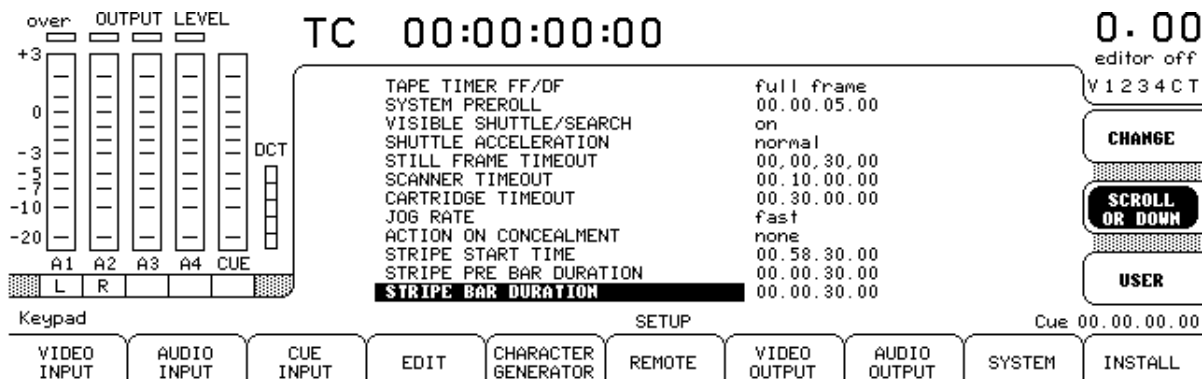 over OUTPUT LEVEL
TC 00:00:00:00
0.00
editor off
V1234CT
+3
0
-3
-5
-7
-10
-20
DCT
A1 A2 A3 A4 CUE
L R
TAPE TIMER FF/DF full frame
SYSTEM PREROLL 00.00.05.00
VISIBLE SHUTTLE/SEARCH on
SHUTTLE ACCELERATION normal
STILL FRAME TIMEOUT 00,00,30,00
SCANNER TIMEOUT 00.10.00.00
CARTRIDGE TIMEOUT 00.30.00.00
JOG RATE fast
ACTION ON CONCEALMENT none
STRIPE START TIME 00.58.30.00
STRIPE PRE BAR DURATION 00.00.30.00
STRIPE BAR DURATION 00.00.30.00
CHANGE
SCROLL
OR DOWN
USER
Keypad SETUP Cue 00.00.00.00
VIDEO
INPUT
AUDIO
INPUT
CUE
INPUT
EDIT
CHARACTER
GENERATOR
REMOTE
VIDEO
OUTPUT
AUDIO
OUTPUT
SYSTEM
INSTALL